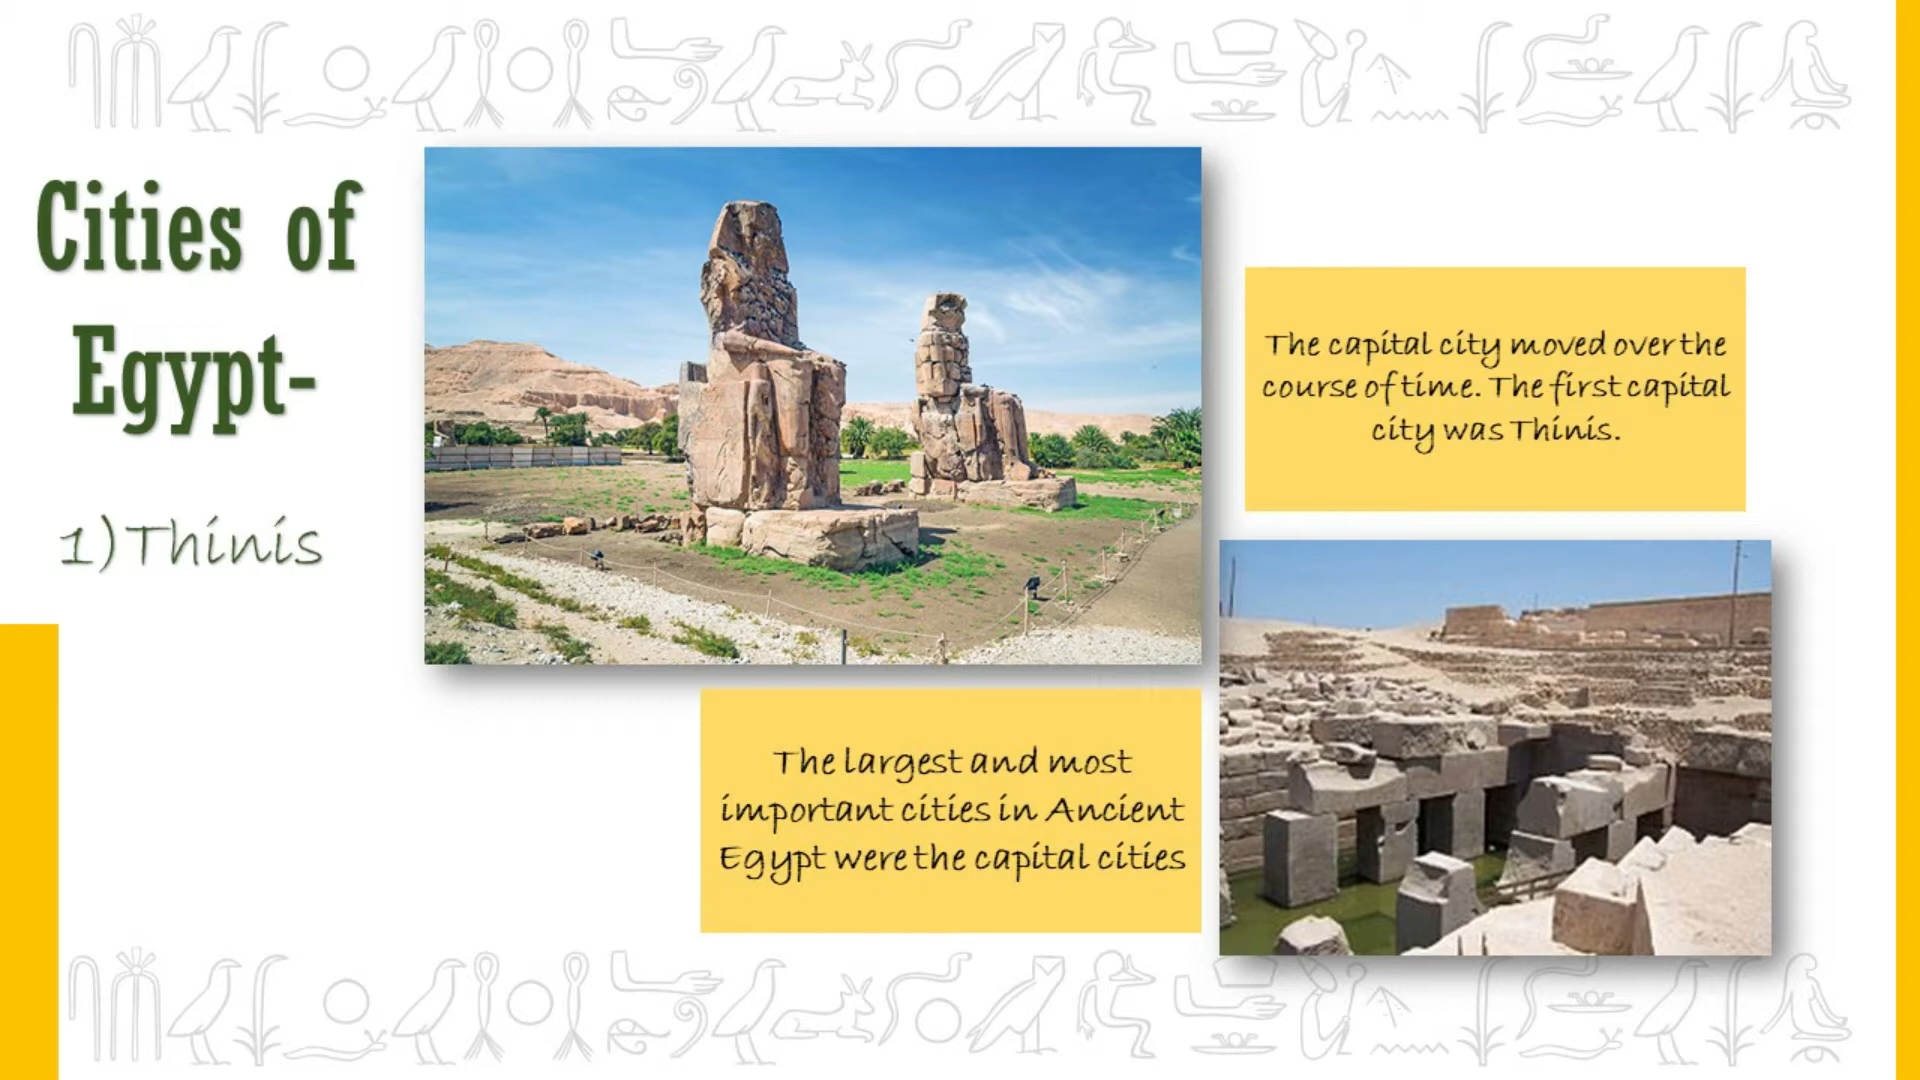 Cities of
Egypt-
1)Thinis
The capital city moved over the
course of time. The first capital
city was Thinis.
The largest and most
important cities in Ancient
Egypt were the capital cities